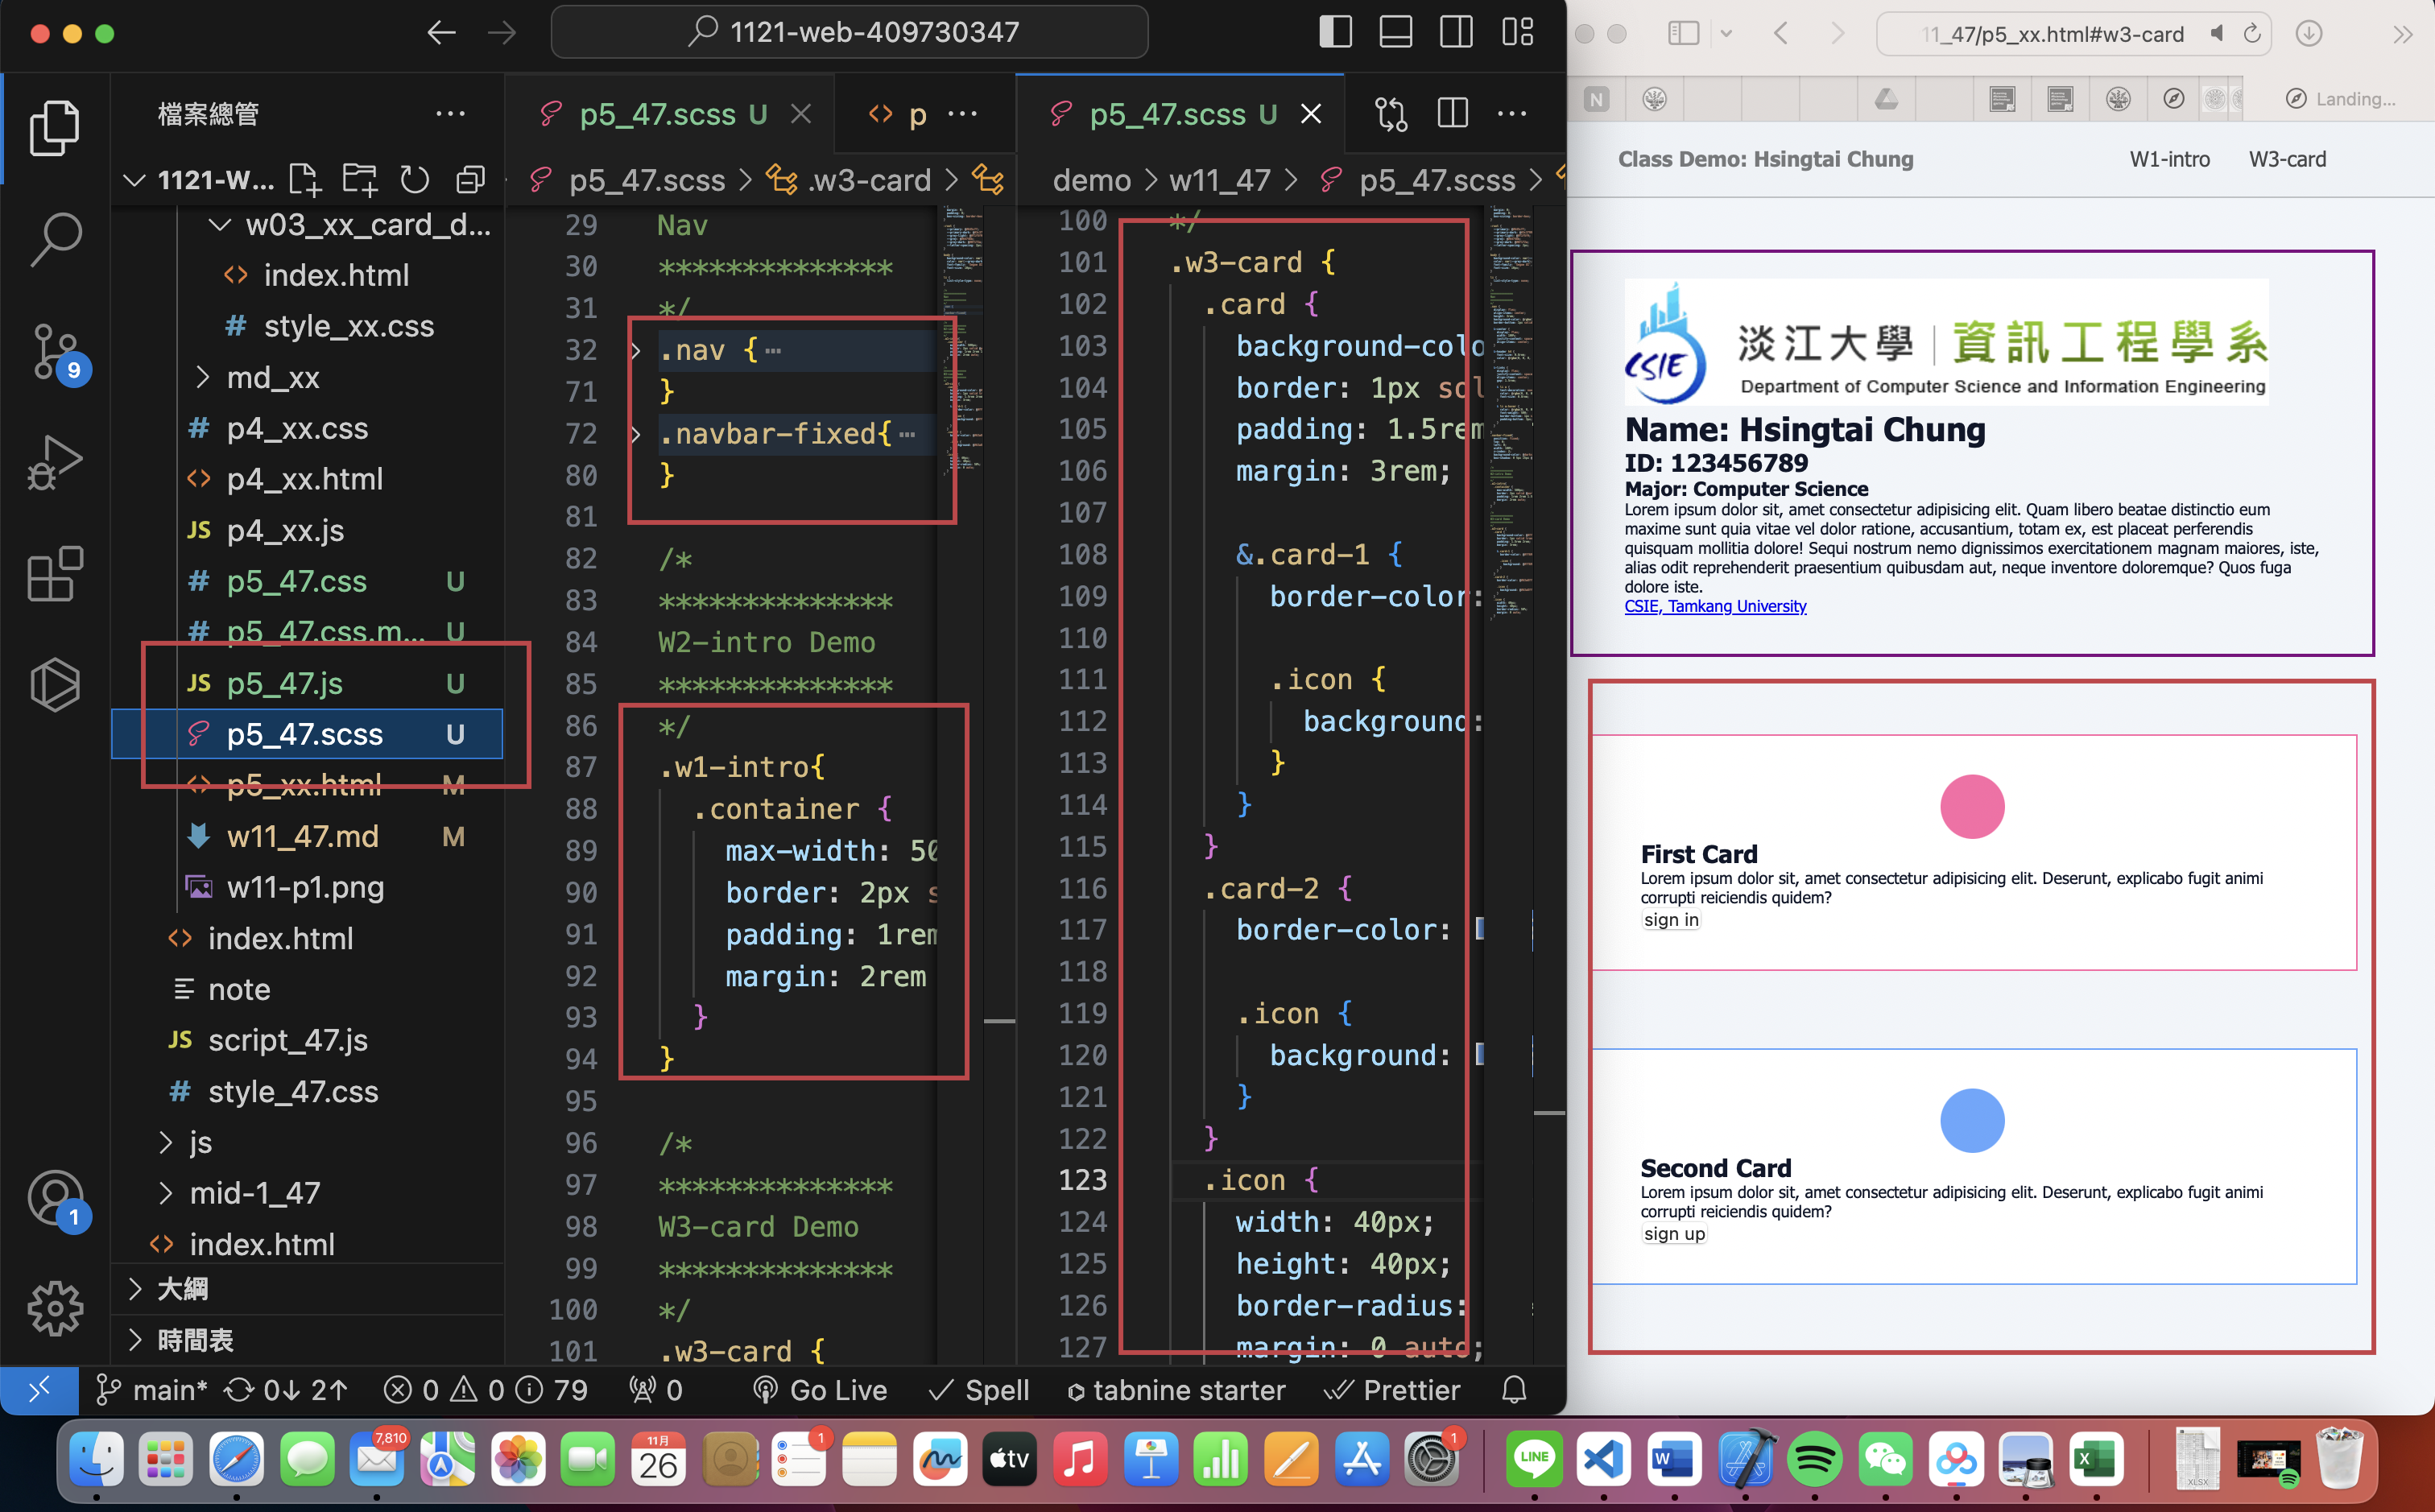 1121-web-409730347
檔案總管
1121-W...
w03_xx_card_d...
index.html
style_xx.css
md_xx
p4_xx.css
p4_xx.html
p4_xx.js
p5_47.css U
p5_47.css.m... U
p5_47.js U
p5_47.scss U
p5_xx.html M
w11_47.md M
w11-p1.png
index.html
note
script_47.js
style_47.css
js
mid-1_47
index.html
大綱
時間表
9
1
p5_47.scss U
p ...
p5_47.scss > .w3-card >
29 Nav
30 **************
31 */
32 .nav {
71 }
72 .navbar-fixed{
80 }
81
82 /*
83 **************
84 W2-intro Demo
85 **************
86 */
87 .w1-intro{
88 .container {
89 max-width: 50
90 border: 2px s
91 padding: 1rem
92 margin: 2rem
93 }
94 }
95
96 /*
97 **************
98 W3-card Demo
99 **************
100 */
101 .w3-card {
p5_47.scss U
demo > w11_47 > p5_47.scss >
100 */
101 .w3-card {
102 .card {
103 background-colo
104 border: 1px sol
105 padding: 1.5rem
106 margin: 3rem;
107
108 &.card-1 {
109 border-color:
110
111 .icon {
112 background:
113 }
114 }
115 }
116 .card-2 {
117 border-color:
118
119 .icon {
120 background:
121 }
122 }
123 .icon {
124 width: 40px;
125 height: 40px;
126 border-radius:
127 margin: 0 auto;
main* 0↓ 2↑ 0 0 79 0 Go Live Spell tabnine starter Prettier
11_47/p5_xx.html#w3-card
N
Landing...
Class Demo: Hsingtai Chung W1-intro W3-card
CSIE
淡江大學 | 資訊工程學系
Department of Computer Science and Information Engineering
Name: Hsingtai Chung
ID: 123456789
Major: Computer Science
Lorem ipsum dolor sit, amet consectetur adipisicing elit. Quam libero beatae distinctio eum
maxime sunt quia vitae vel dolor ratione, accusantium, totam ex, est placeat perferendis
quisquam mollitia dolore! Sequi nostrum nemo dignissimos exercitationem magnam maiores, iste,
alias odit reprehenderit praesentium quibusdam aut, neque inventore doloremque? Quos fuga
dolore iste.
CSIE, Tamkang University
First Card
Lorem ipsum dolor sit, amet consectetur adipisicing elit. Deserunt, explicabo fugit animi
corrupti reiciendis quidem?
sign in
Second Card
Lorem ipsum dolor sit, amet consectetur adipisicing elit. Deserunt, explicabo fugit animi
corrupti reiciendis quidem?
sign up
7,810
11月
26
1
tv
1
LINE
W
X
XLSX